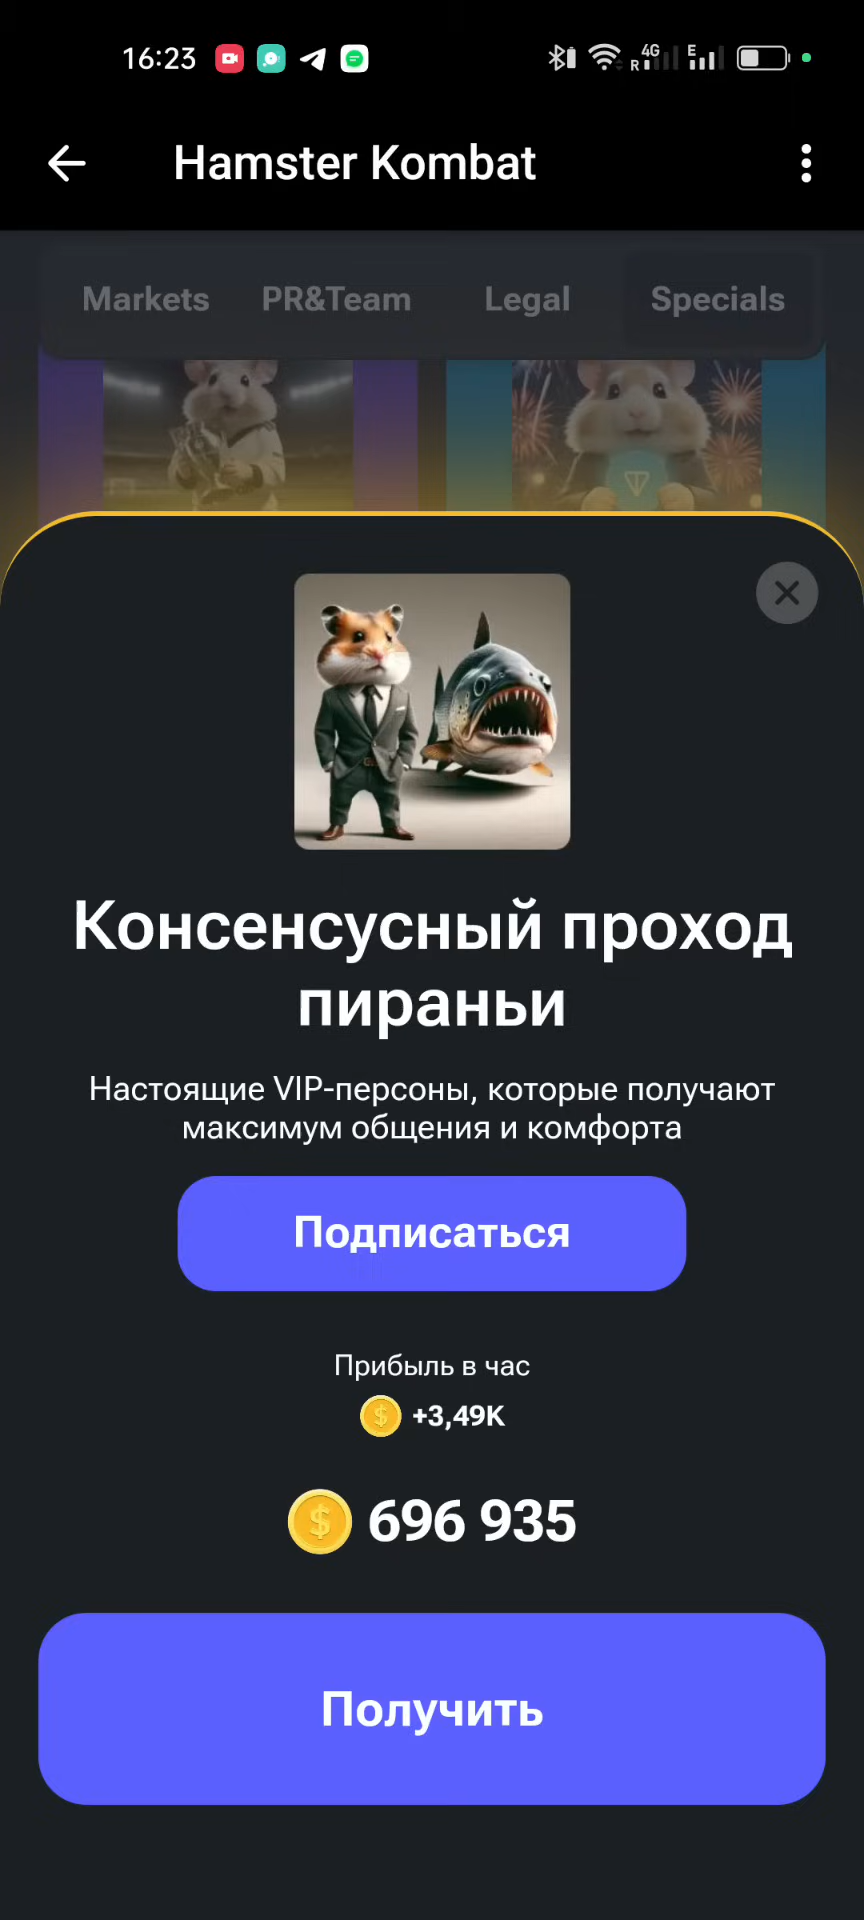 16:23
4G
R
E
Hamster Kombat
Markets PR&Team Legal Specials
Консенсусный проход
пираньи
Настоящие VIP-персоны, которые получают
максимум общения и комфорта
Подписаться
Прибыль в час
+3,49K
696 935
Получить